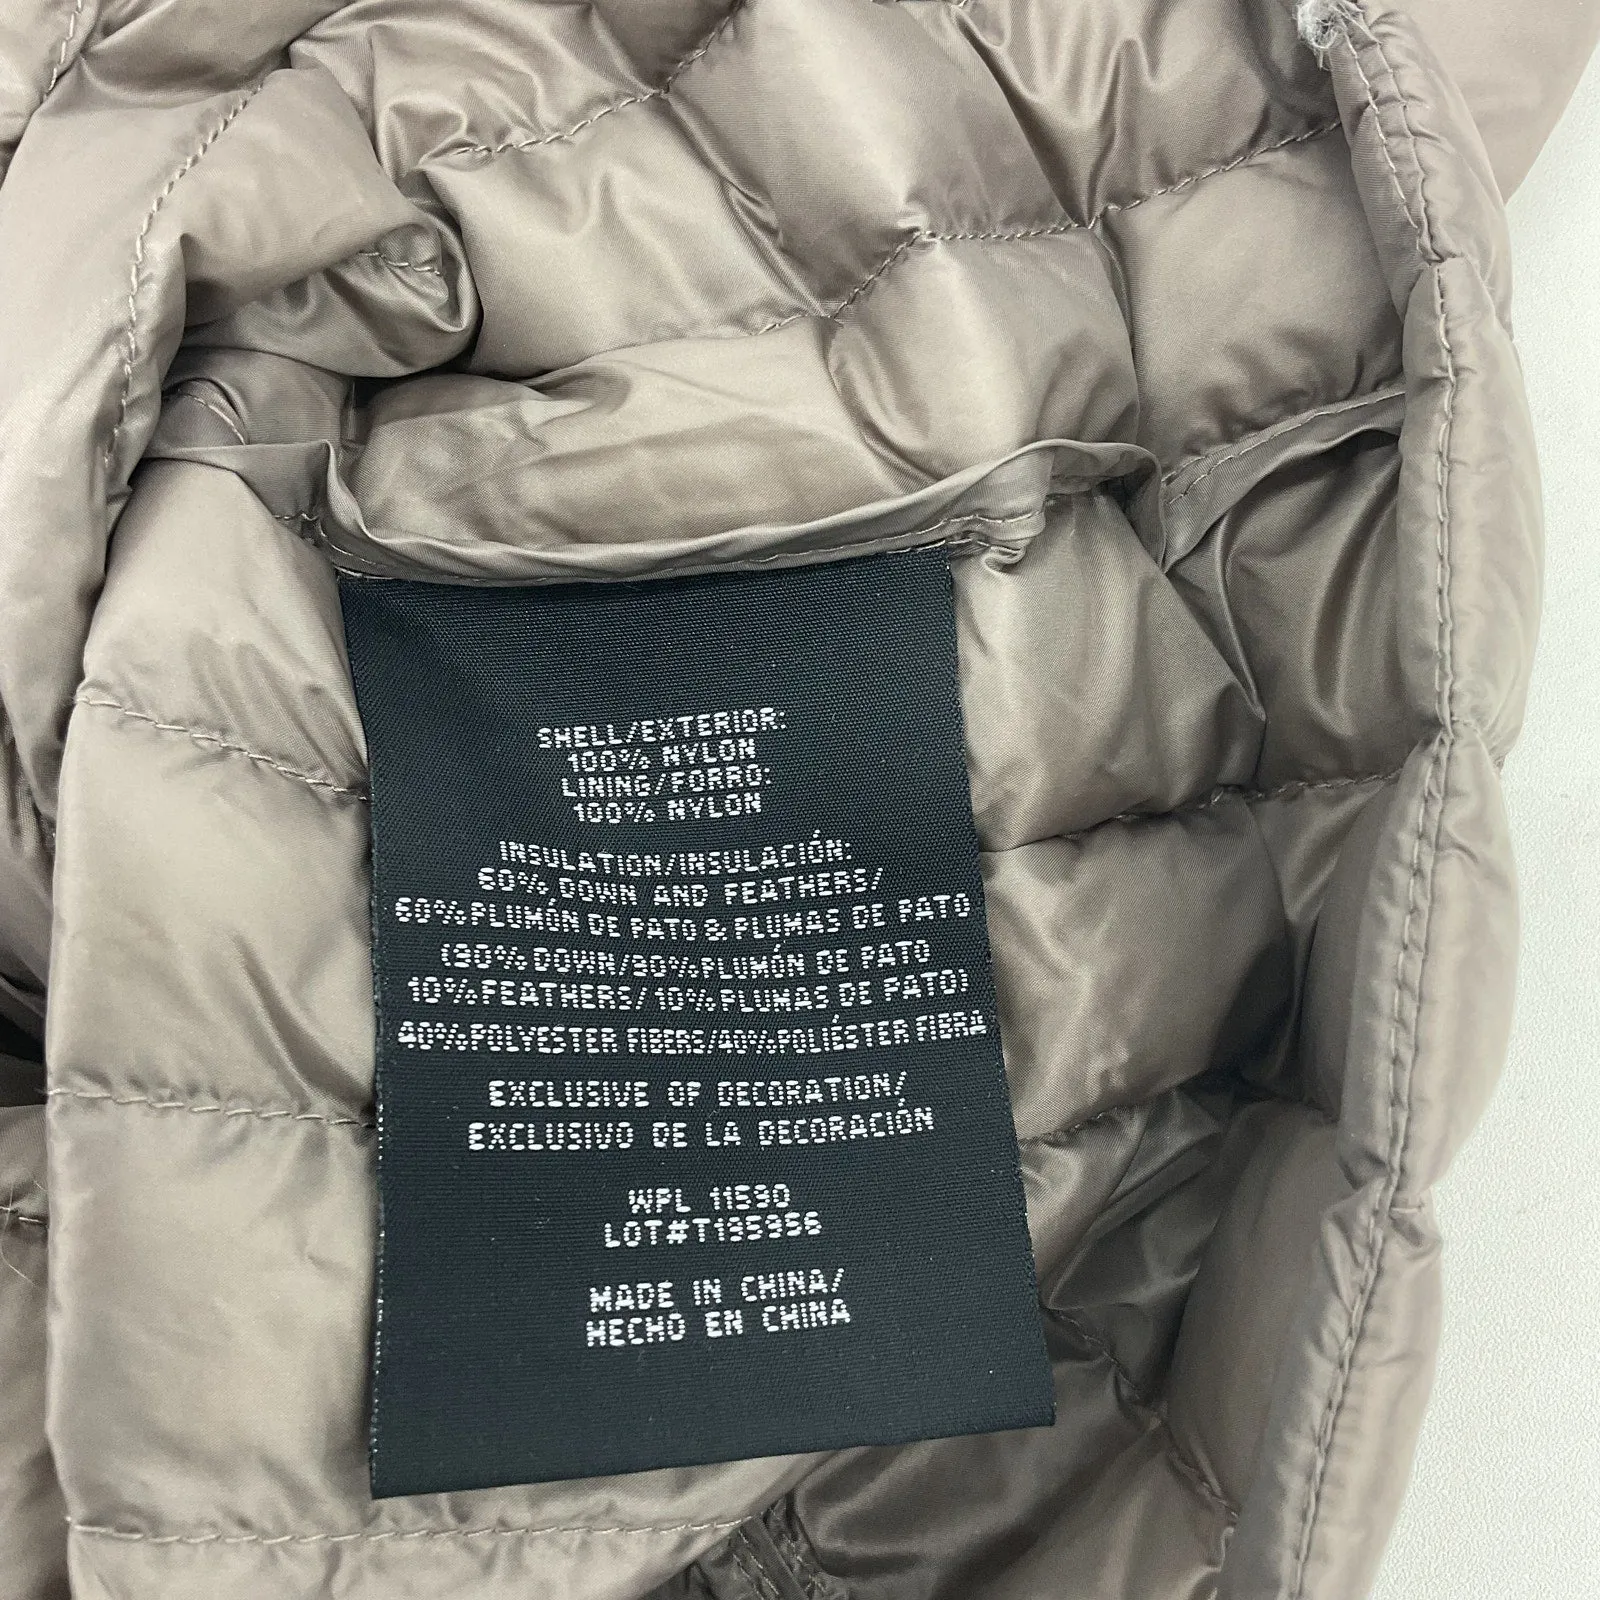 SHELL/EXTERIOR:
100% NYLON
LINING/FORRO:
100% NYLON
INSULATION/INSULACIÓN:
60% DOWN AND FEATHERS/
60% PLUMÓN DE PATO & PLUMAS DE PATO
(90% DOWN/90% PLUMÓN DE PATO
10% FEATHERS/10% PLUMAS DE PATO)
40% POLYESTER FIBERS/40% POLIÉSTER FIBRA
EXCLUSIVE OF DECORATION/
EXCLUSIVO DE LA DECORACIÓN
WPL 11590
LOT#T195956
MADE IN CHINA/
HECHO EN CHINA